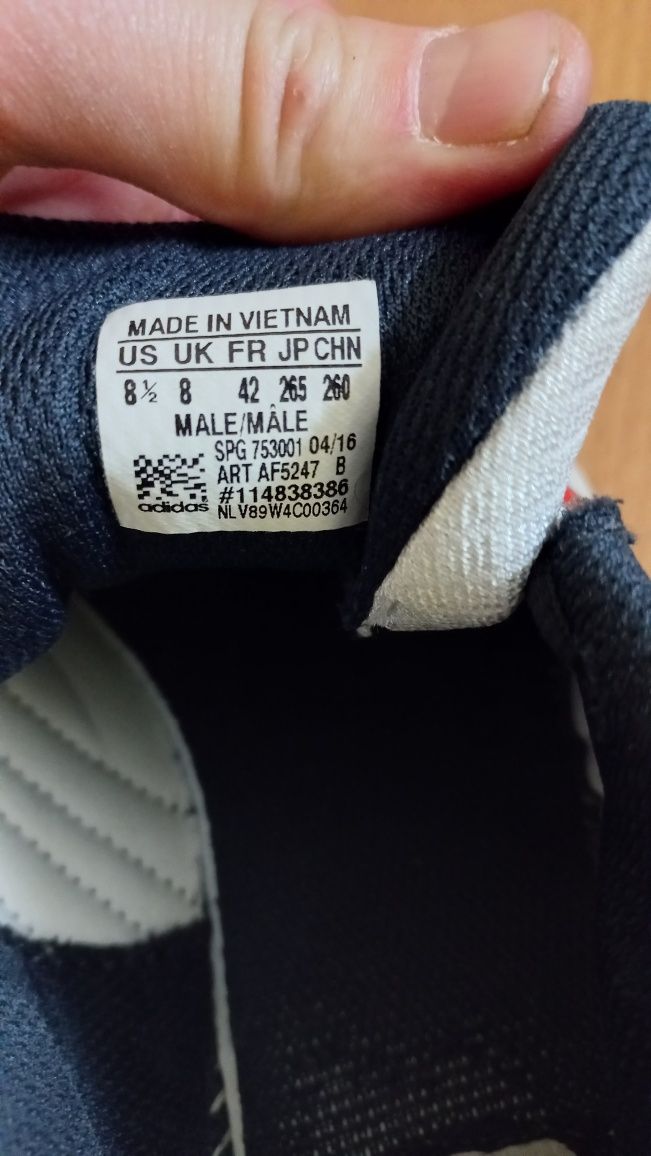 MADE IN VIETNAM
US UK FR JP CHN
8½ 8 42 265 260
MALE/MÂLE
SPG 753001 04/16
ART AF5247 B
#114838386
adidas NLV89W4C00364